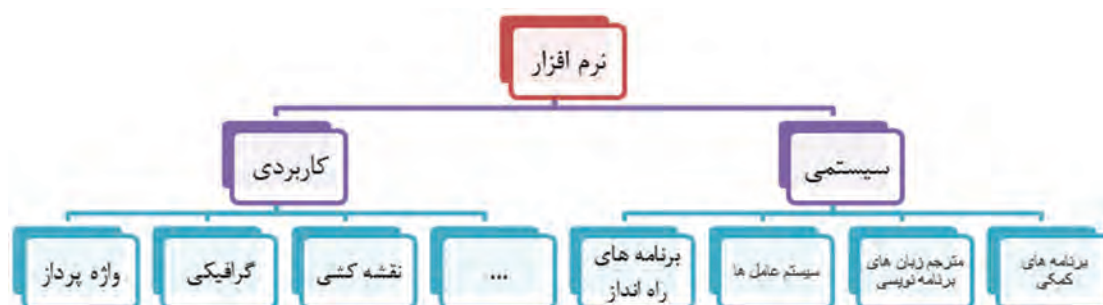 نرم افزار
سیستمی
کاربردی
برنامه های
کمکی
مترجم زبان های
برنامه نویسی
سیستم عامل ها
برنامه های
راه انداز
...
نقشه کشی
گرافیکی
واژه پرداز